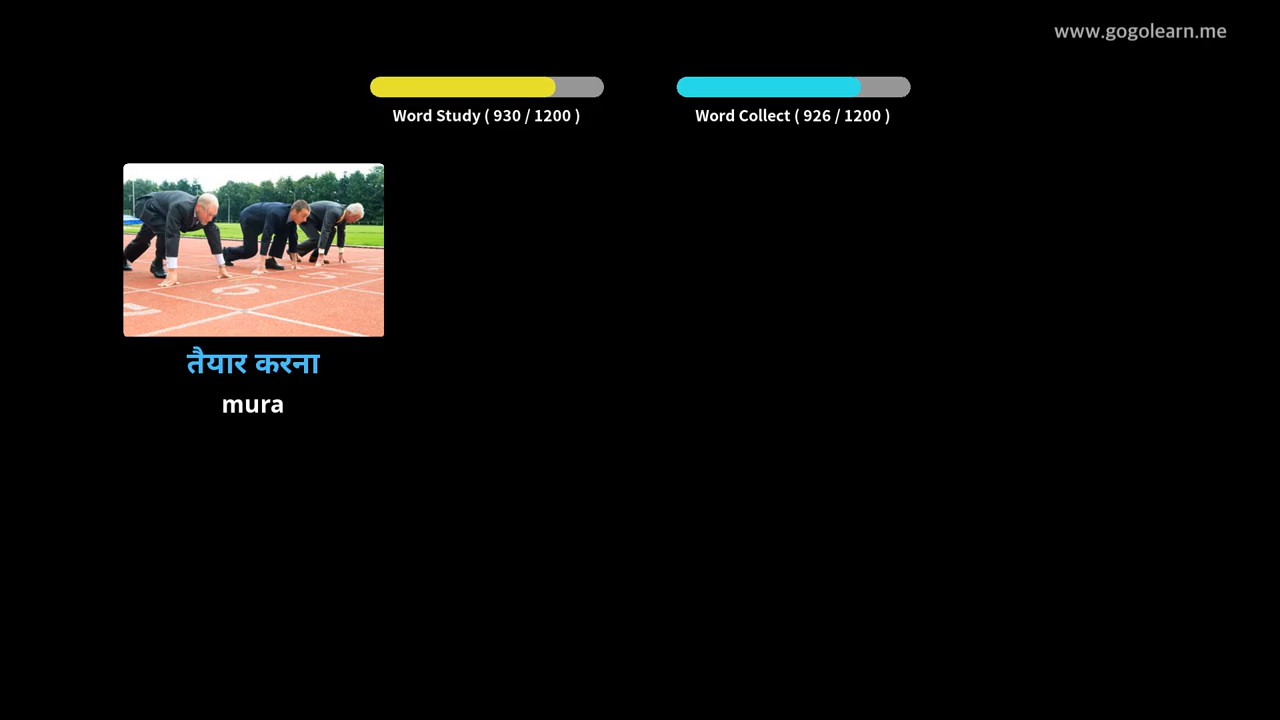 www.gogolearn.me
Word Study ( 930 / 1200 )
Word Collect ( 926 / 1200 )
तैयार करना
mura